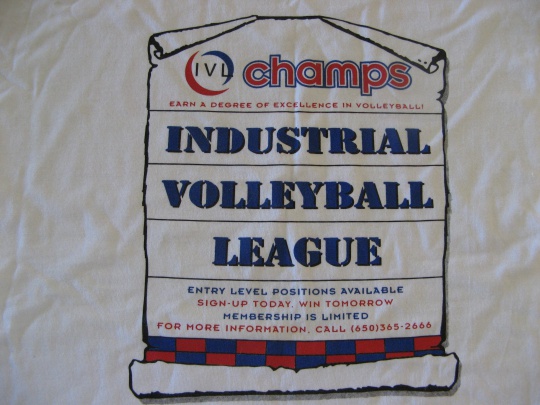 IVL champs
EARN A DEGREE OF EXCELLENCE IN VOLLEYBALL!
INDUSTRIAL
VOLLEYBALL
LEAGUE
ENTRY LEVEL POSITIONS AVAILABLE
SIGN-UP TODAY, WIN TOMORROW
MEMBERSHIP IS LIMITED
FOR MORE INFORMATION, CALL (650)365-2666